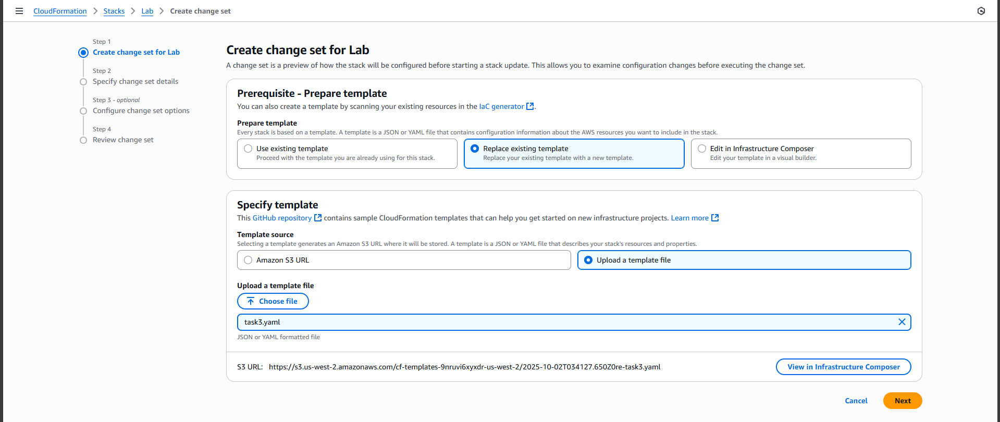 CloudFormation > Stacks > Lab > Create change set
Step 1
Create change set for Lab
Step 2
Specify change set details
Step 3 - optional
Configure change set options
Step 4
Review change set
Create change set for Lab
A change set is a preview of how the stack will be configured before starting a stack update. This allows you to examine configuration changes before executing the change set.
Prerequisite - Prepare template
You can also create a template by scanning your existing resources in the IaC generator.
Prepare template
Every stack is based on a template. A template is a JSON or YAML file that contains configuration information about the AWS resources you want to include in the stack.
Use existing template
Proceed with the template you are already using for this stack.
Replace existing template
Replace your existing template with a new template.
Edit in Infrastructure Composer
Edit your template in a visual builder.
Specify template
This GitHub repository contains sample CloudFormation templates that can help you get started on new infrastructure projects. Learn more
Template source
Selecting a template generates an Amazon S3 URL where it will be stored. A template is a JSON or YAML file that describes your stack's resources and properties.
Amazon S3 URL
Upload a template file
Upload a template file
Choose file
task3.yaml
JSON or YAML formatted file
S3 URL: https://s3.us-west-2.amazonaws.com/cf-templates-9nruvi6xyxdr-us-west-2/2025-10-02T034127.650Z0re-task3.yaml
View in Infrastructure Composer
Cancel
Next